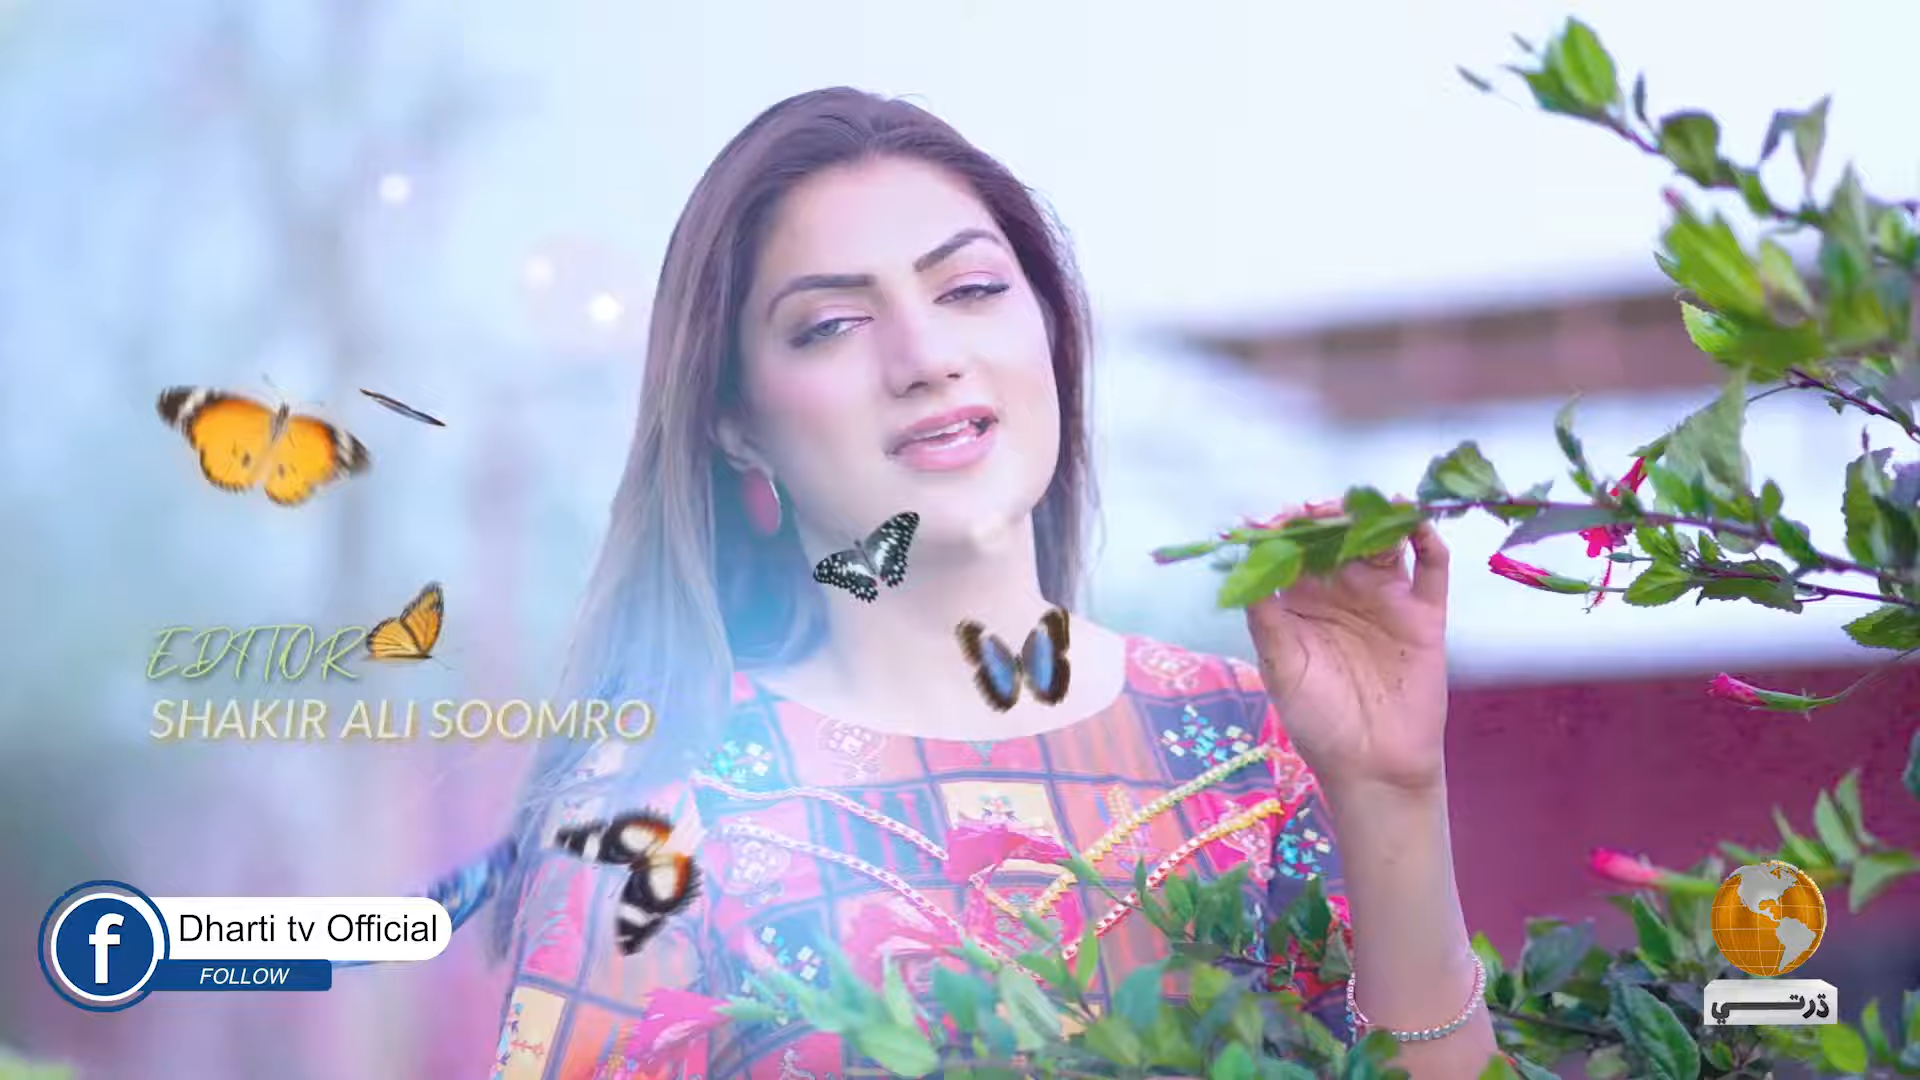 EDITOR
SHAKIR ALI SOOMRO
f
Dharti tv Official
FOLLOW
ڌرتي